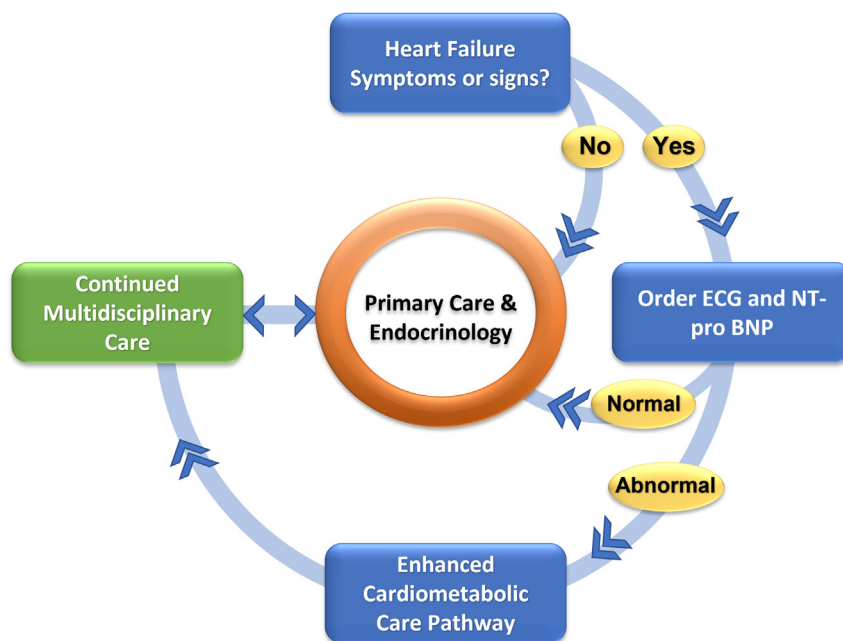 Heart Failure
Symptoms or signs?
No
Yes
Continued
Multidisciplinary
Care
Primary Care &
Endocrinology
Order ECG and NT-
pro BNP
Normal
Abnormal
Enhanced
Cardiometabolic
Care Pathway